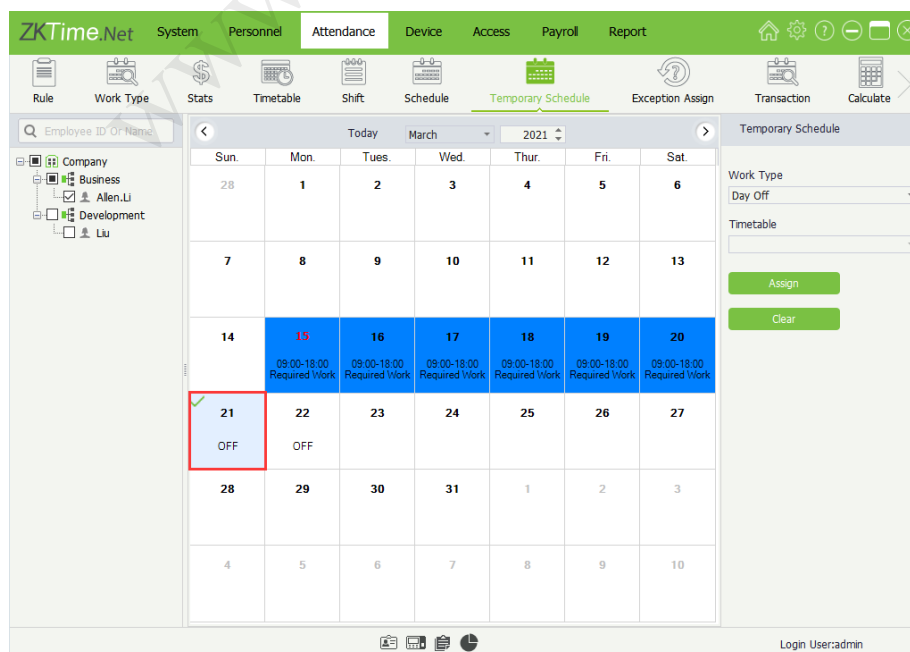 ZKTime.Net System Personnel Attendance Device Access Payroll Report
Rule Work Type Stats Timetable Shift Schedule Temporary Schedule Exception Assign Transaction Calculate
Employee ID Or Name
Today March 2021
Temporary Schedule
Company
Business
Allen.Li
Development
Liu
Sun. Mon. Tues. Wed. Thur. Fri. Sat.
28 1 2 3 4 5 6
7 8 9 10 11 12 13
14 15 16 17 18 19 20
09:00-18:00 09:00-18:00 09:00-18:00 09:00-18:00 09:00-18:00 09:00-18:00
Required Work Required Work Required Work Required Work Required Work Required Work
21 22 23 24 25 26 27
OFF OFF
28 29 30 31 1 2 3
4 5 6 7 8 9 10
Work Type
Day Off
Timetable
Assign
Clear
Login User:admin